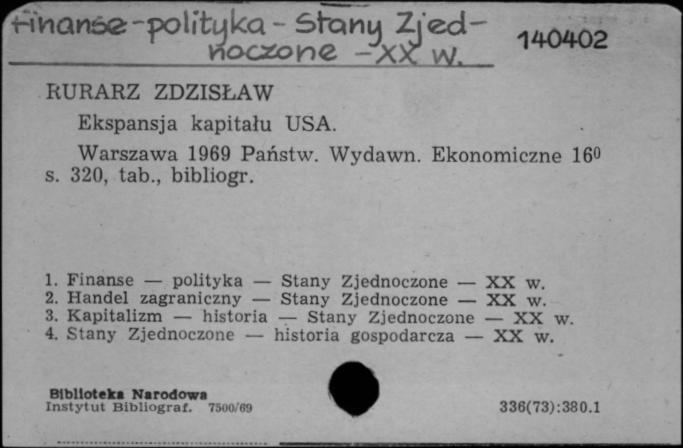 Finanse - polityka - Stany Zjed-
noczone - XX w.
140402
RURARZ ZDZISŁAW
Ekspansja kapitału USA.
Warszawa 1969 Państw. Wydawn. Ekonomiczne 16⁰
s. 320, tab., bibliogr.
1. Finanse — polityka — Stany Zjednoczone — XX w.
2. Handel zagraniczny — Stany Zjednoczone — XX w.
3. Kapitalizm — historia — Stany Zjednoczone — XX w.
4. Stany Zjednoczone — historia gospodarcza — XX w.
Biblioteka Narodowa
Instytut Bibliograf. 7500/69
336(73):380.1